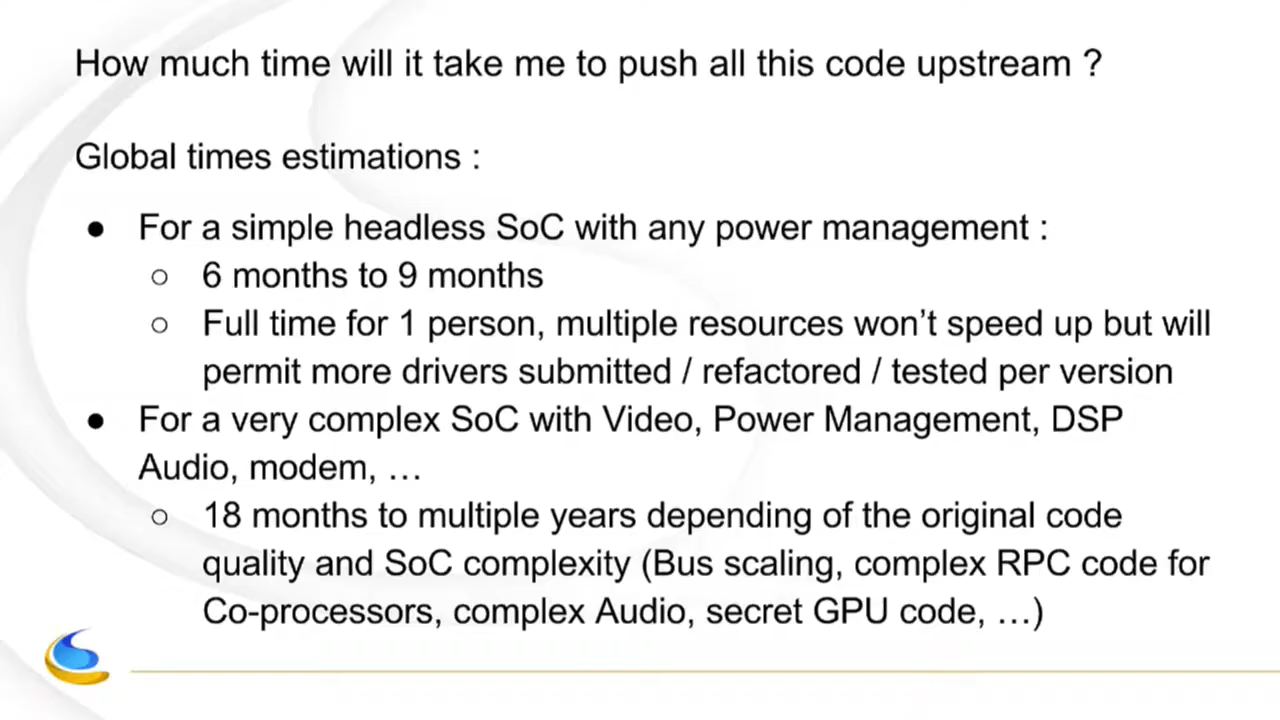 How much time will it take me to push all this code upstream ?
Global times estimations :
● For a simple headless SoC with any power management :
○ 6 months to 9 months
○ Full time for 1 person, multiple resources won’t speed up but will
permit more drivers submitted / refactored / tested per version
● For a very complex SoC with Video, Power Management, DSP
Audio, modem, …
○ 18 months to multiple years depending of the original code
quality and SoC complexity (Bus scaling, complex RPC code for
Co-processors, complex Audio, secret GPU code, …)